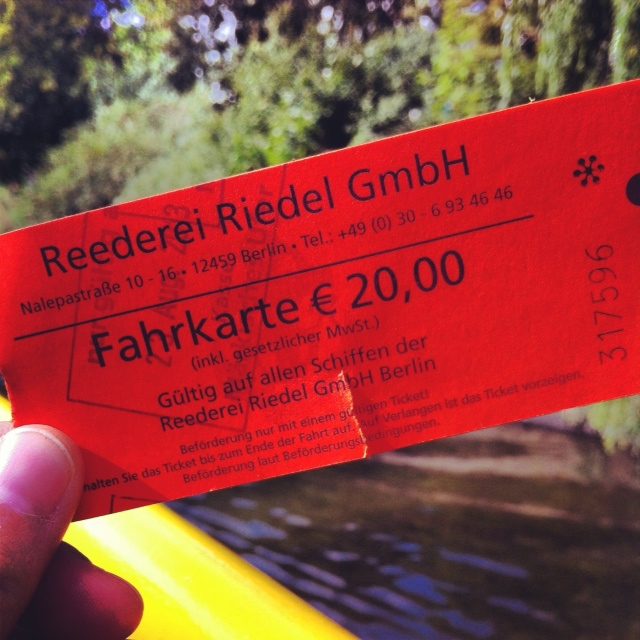 Reederei Riedel GmbH
Nalepastraße 10 - 16 • 12459 Berlin • Tel.: +49 (0) 30 - 6 93 46 46
Fahrkarte € 20,00
(inkl. gesetzlicher MwSt.)
Gültig auf allen Schiffen der
Reederei Riedel GmbH Berlin
Beförderung nur mit einem gültigen Ticket!
halten Sie das Ticket bis zum Ende der Fahrt auf. Auf Verlangen ist das Ticket vorzeigen.
Beförderung laut Beförderungsbedingungen.
317596